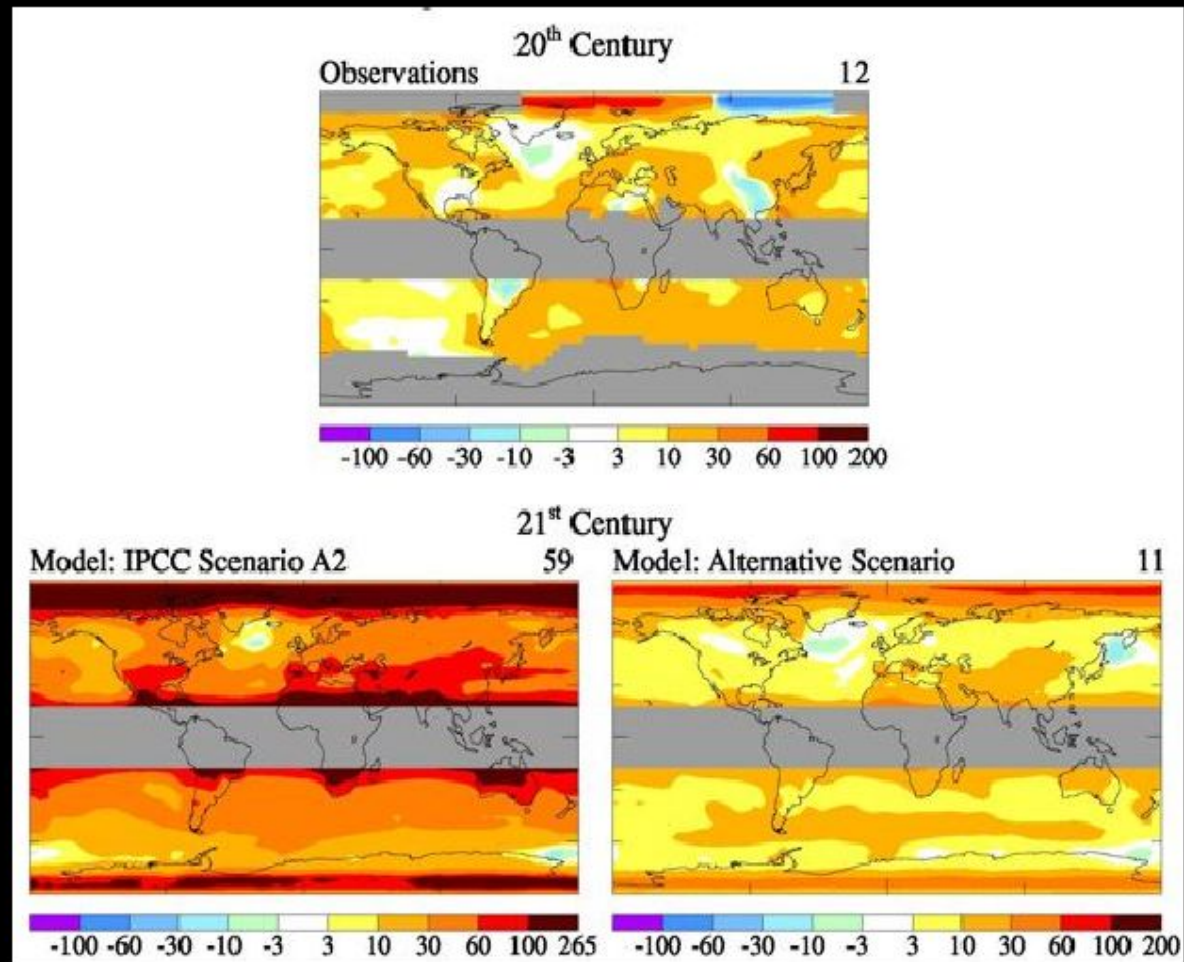 20th Century
Observations 12
-100 -60 -30 -10 -3 3 10 30 60 100 200
21st Century
Model: IPCC Scenario A2 59
Model: Alternative Scenario 11
-100 -60 -30 -10 -3 3 10 30 60 100 265
-100 -60 -30 -10 -3 3 10 30 60 100 200